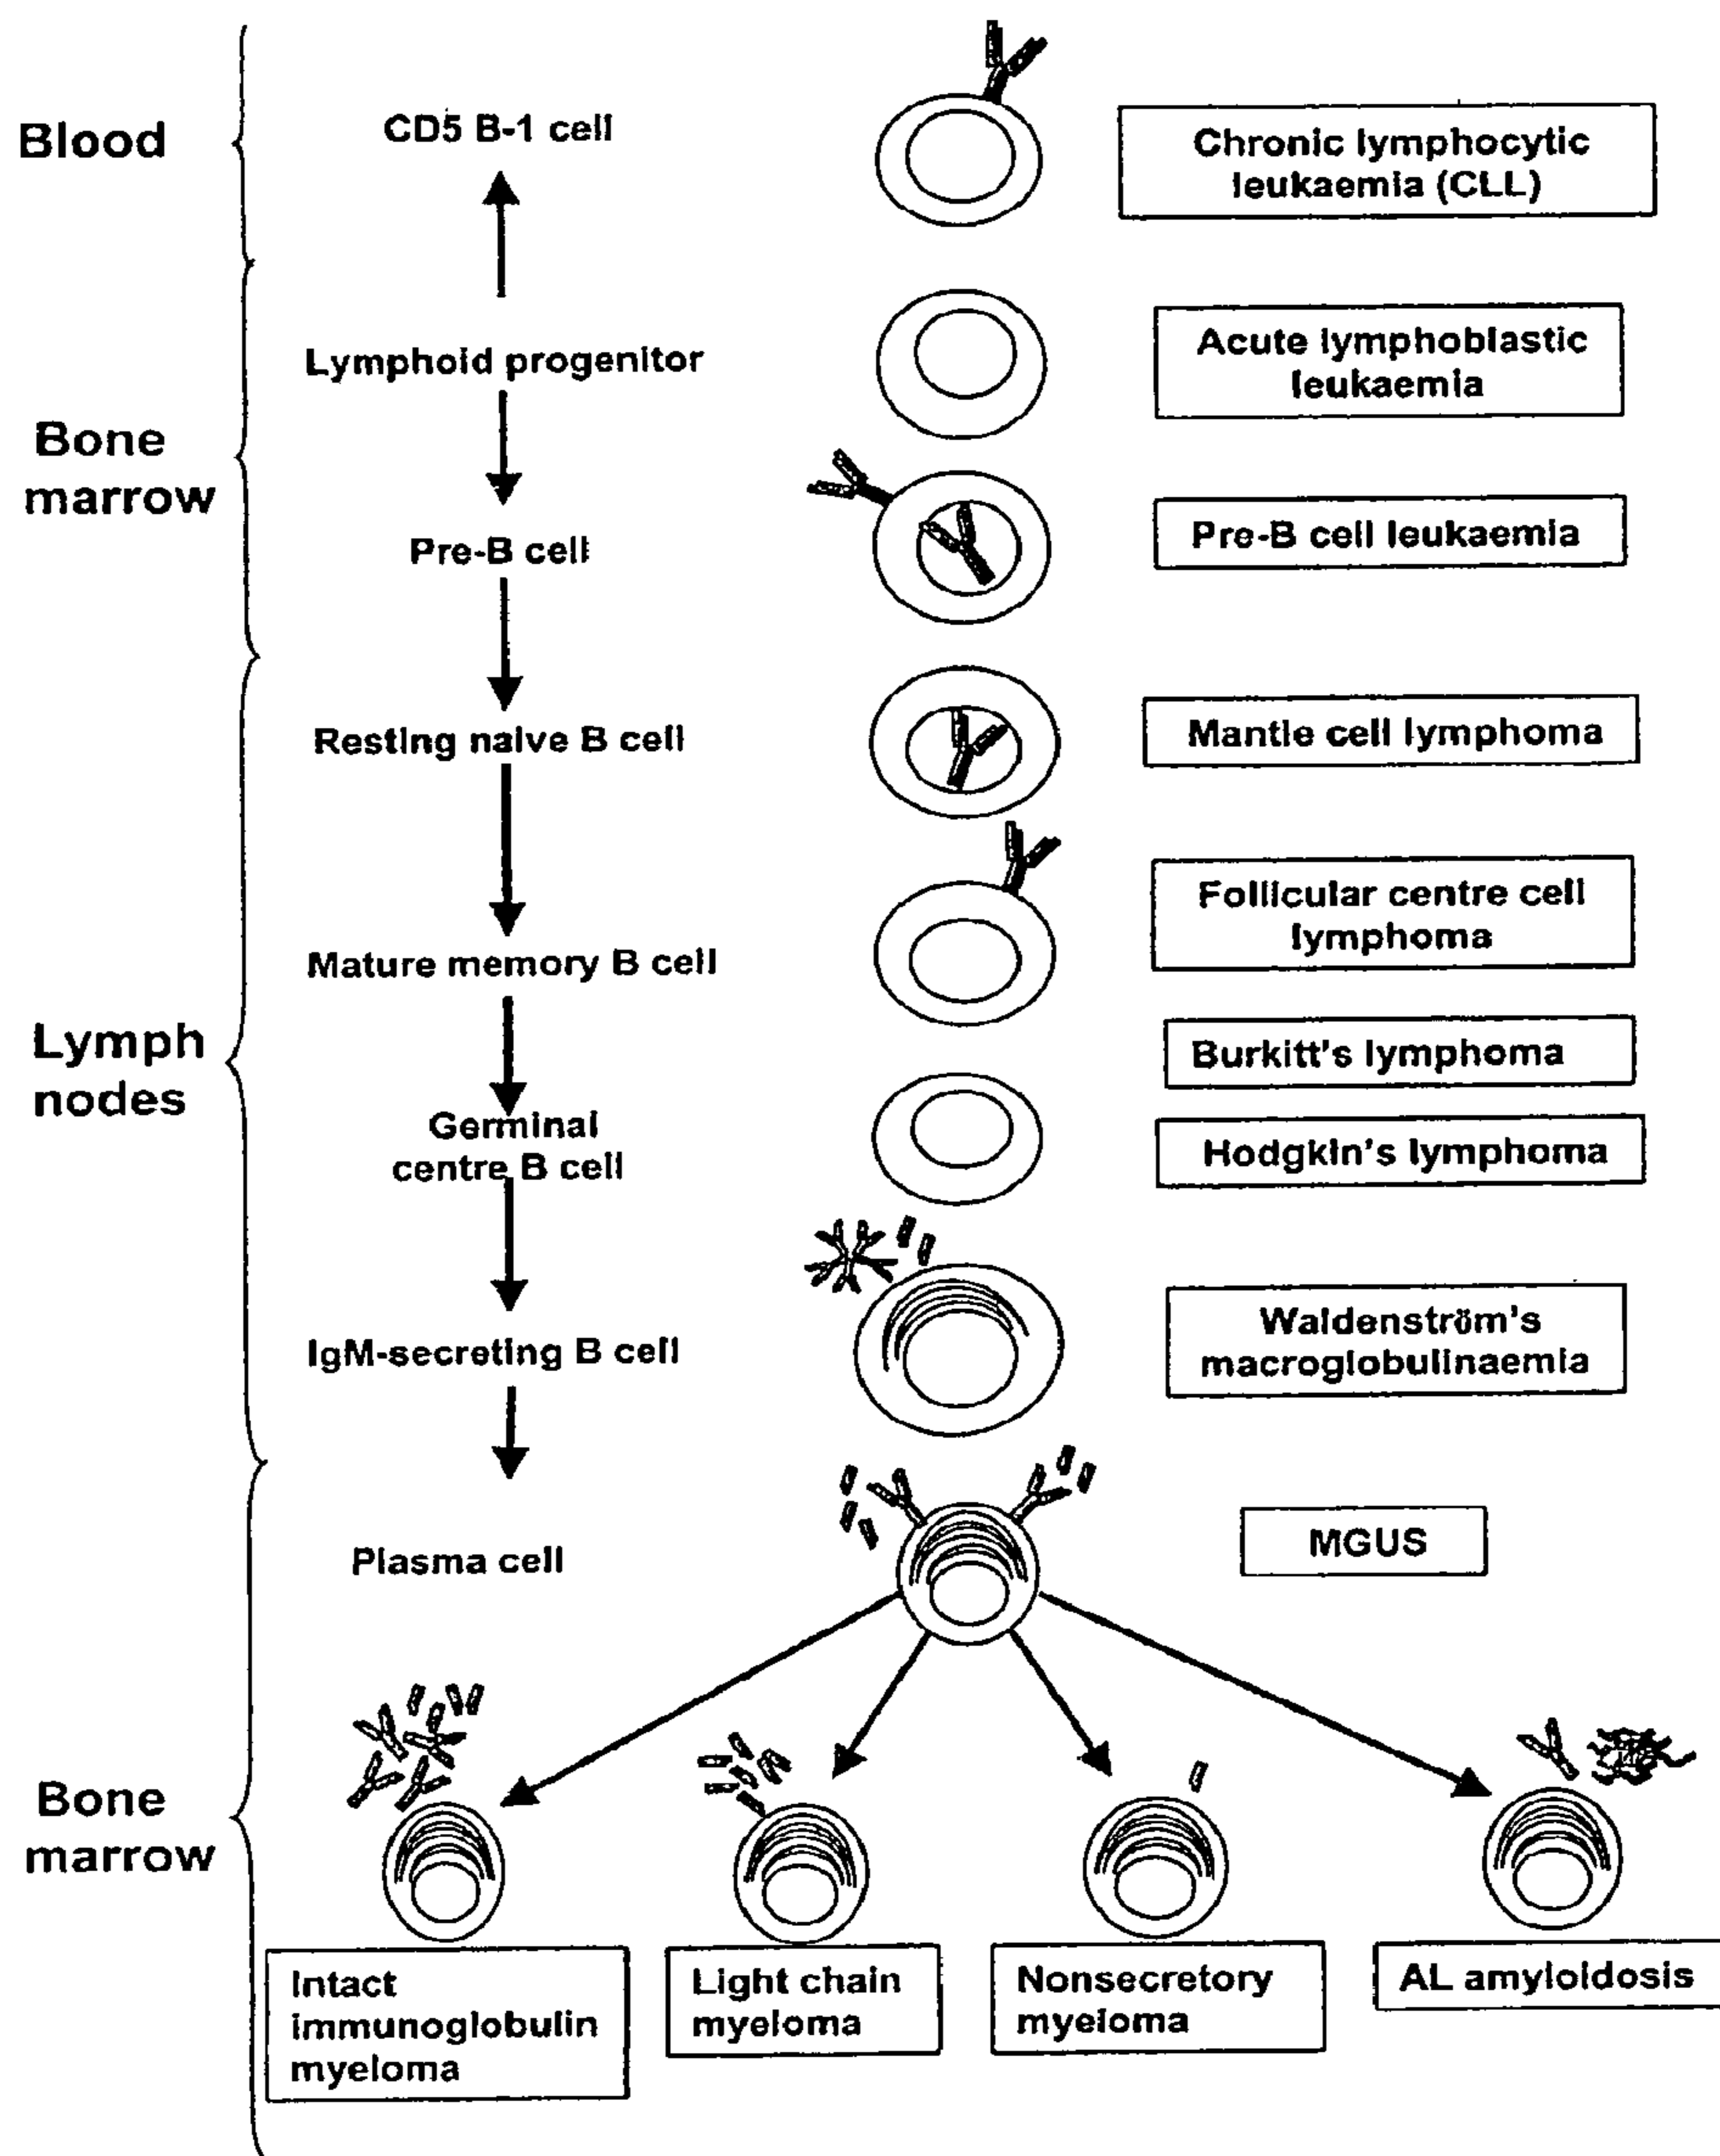 Blood
CD5 B-1 cell
Chronic lymphocytic
leukaemia (CLL)
Lymphoid progenitor
Acute lymphoblastic
leukaemia
Bone
marrow
Pre-B cell
Pre-B cell leukaemia
Resting naive B cell
Mantle cell lymphoma
Mature memory B cell
Follicular centre cell
lymphoma
Lymph
nodes
Burkitt's lymphoma
Germinal
centre B cell
Hodgkin's lymphoma
IgM-secreting B cell
Waldenström's
macroglobulinaemia
Plasma cell
MGUS
Bone
marrow
Intact
immunoglobulin
myeloma
Light chain
myeloma
Nonsecretory
myeloma
AL amyloidosis